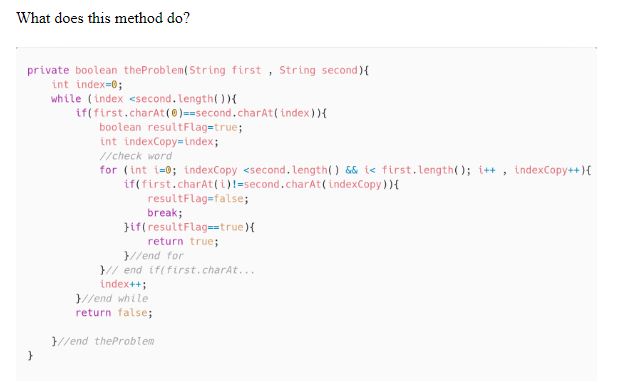 What does this method do?
private boolean theProblem(String first , String second){
int index=0;
while (index <second.length()){
if(first.charAt(0)==second.charAt(index)){
boolean resultFlag=true;
int indexCopy=index;
//check word
for (int i=0; indexCopy <second.length() && i< first.length(); i++ , indexCopy++){
if(first.charAt(i)!=second.charAt(indexCopy)){
resultFlag=false;
break;
}if(resultFlag==true){
return true;
}//end for
}// end if(first.charAt...
index++;
}//end while
return false;
}//end theProblem
}